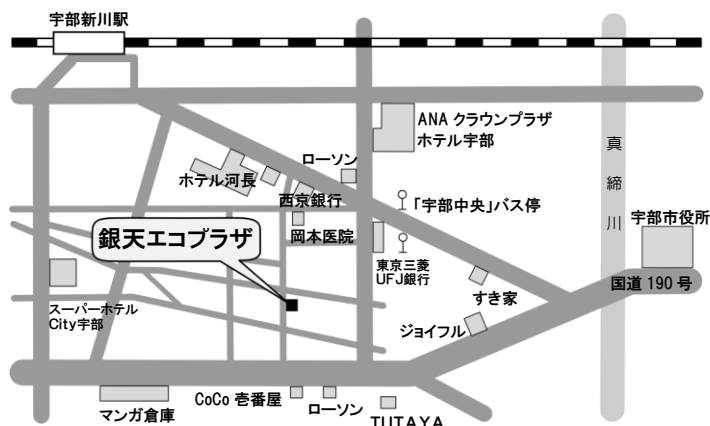 宇部新川駅
ANA クラウンプラザ
ホテル宇部
ローソン
ホテル河長
西京銀行
「宇部中央」バス停
真締川
宇部市役所
銀天エコプラザ
岡本医院
東京三菱
UFJ銀行
国道 190 号
すき家
スーパーホテル
City宇部
ジョイフル
CoCo 壱番屋
ローソン
マンガ倉庫
TUTAYA